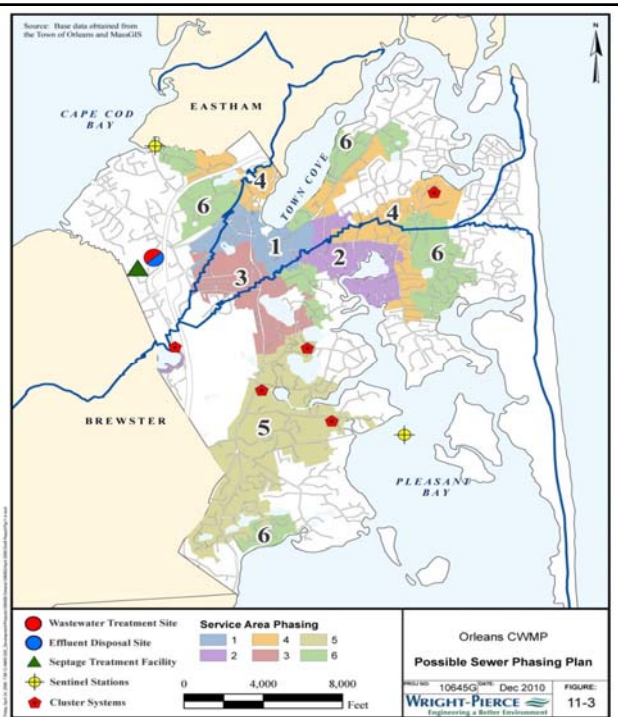 Source: Base data obtained from
the Town of Orleans and MassGIS
N
CAPE COD
BAY
EASTHAM
TOWN COVE
6
4
6
4
1
2
6
3
BREWSTER
5
PLEASANT
BAY
6
Wastewater Treatment Site
Effluent Disposal Site
Septage Treatment Facility
Sentinel Stations
Cluster Systems
Service Area Phasing
1 4 5
2 3 6
0 4,000 8,000
Feet
Orleans CWMP
Possible Sewer Phasing Plan
PROJ NO: 10645G DATE: Dec 2010 FIGURE:
11-3
WRIGHT-PIERCE
Engineering a Better Environment